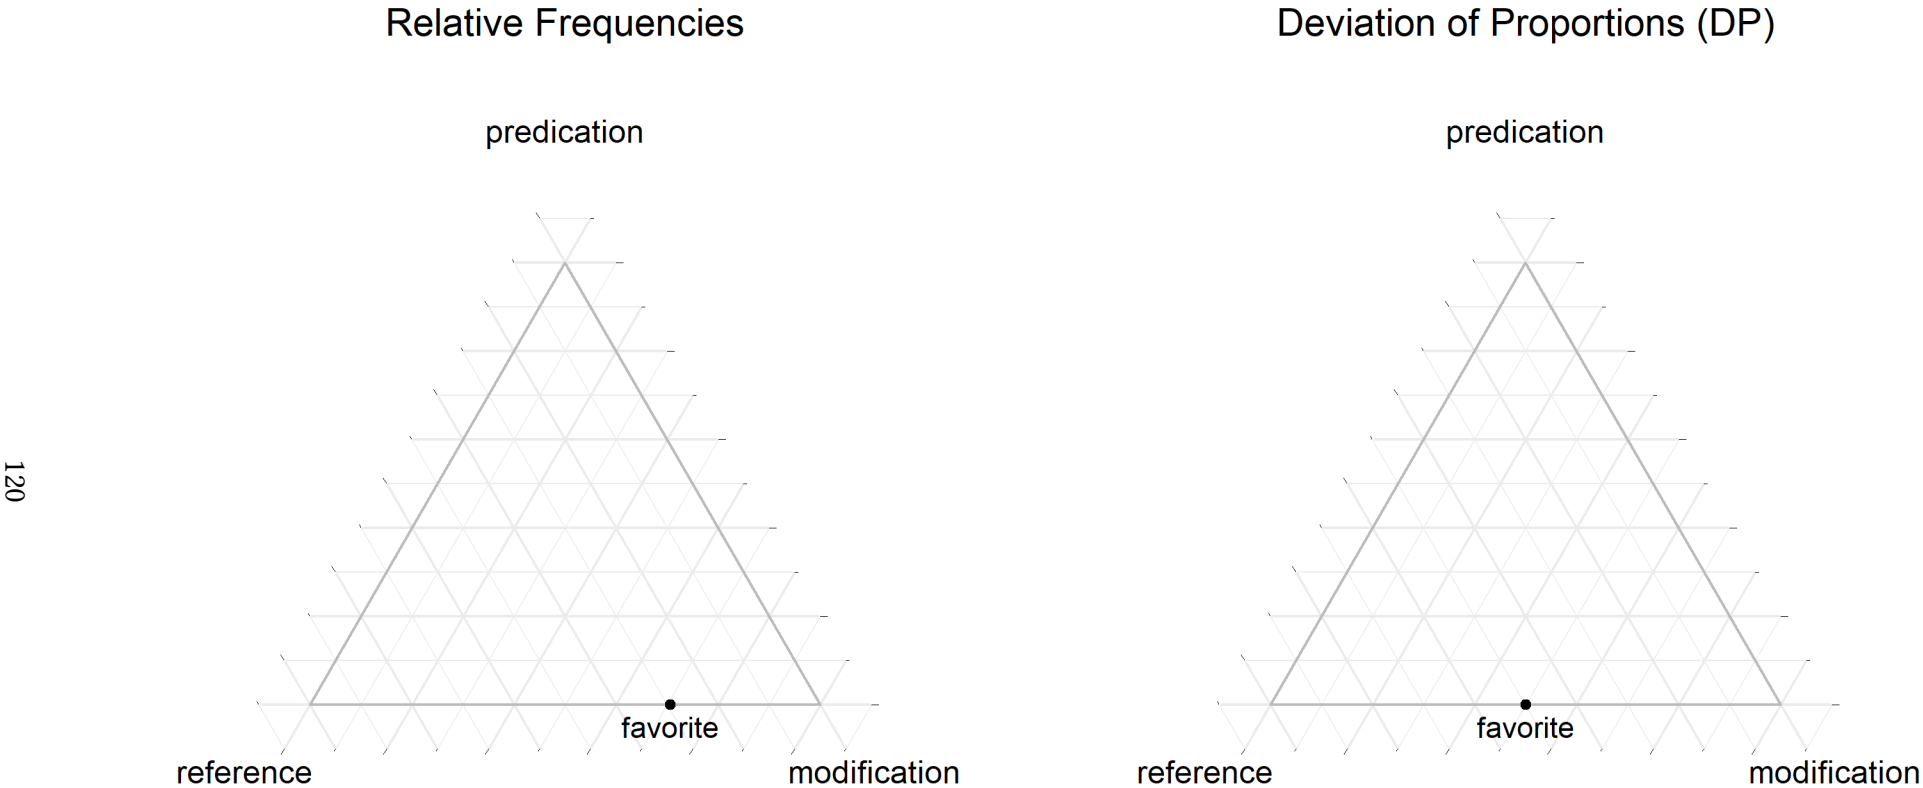 Relative Frequencies
predication
favorite
reference
modification
Deviation of Proportions (DP)
predication
favorite
reference
modification
120